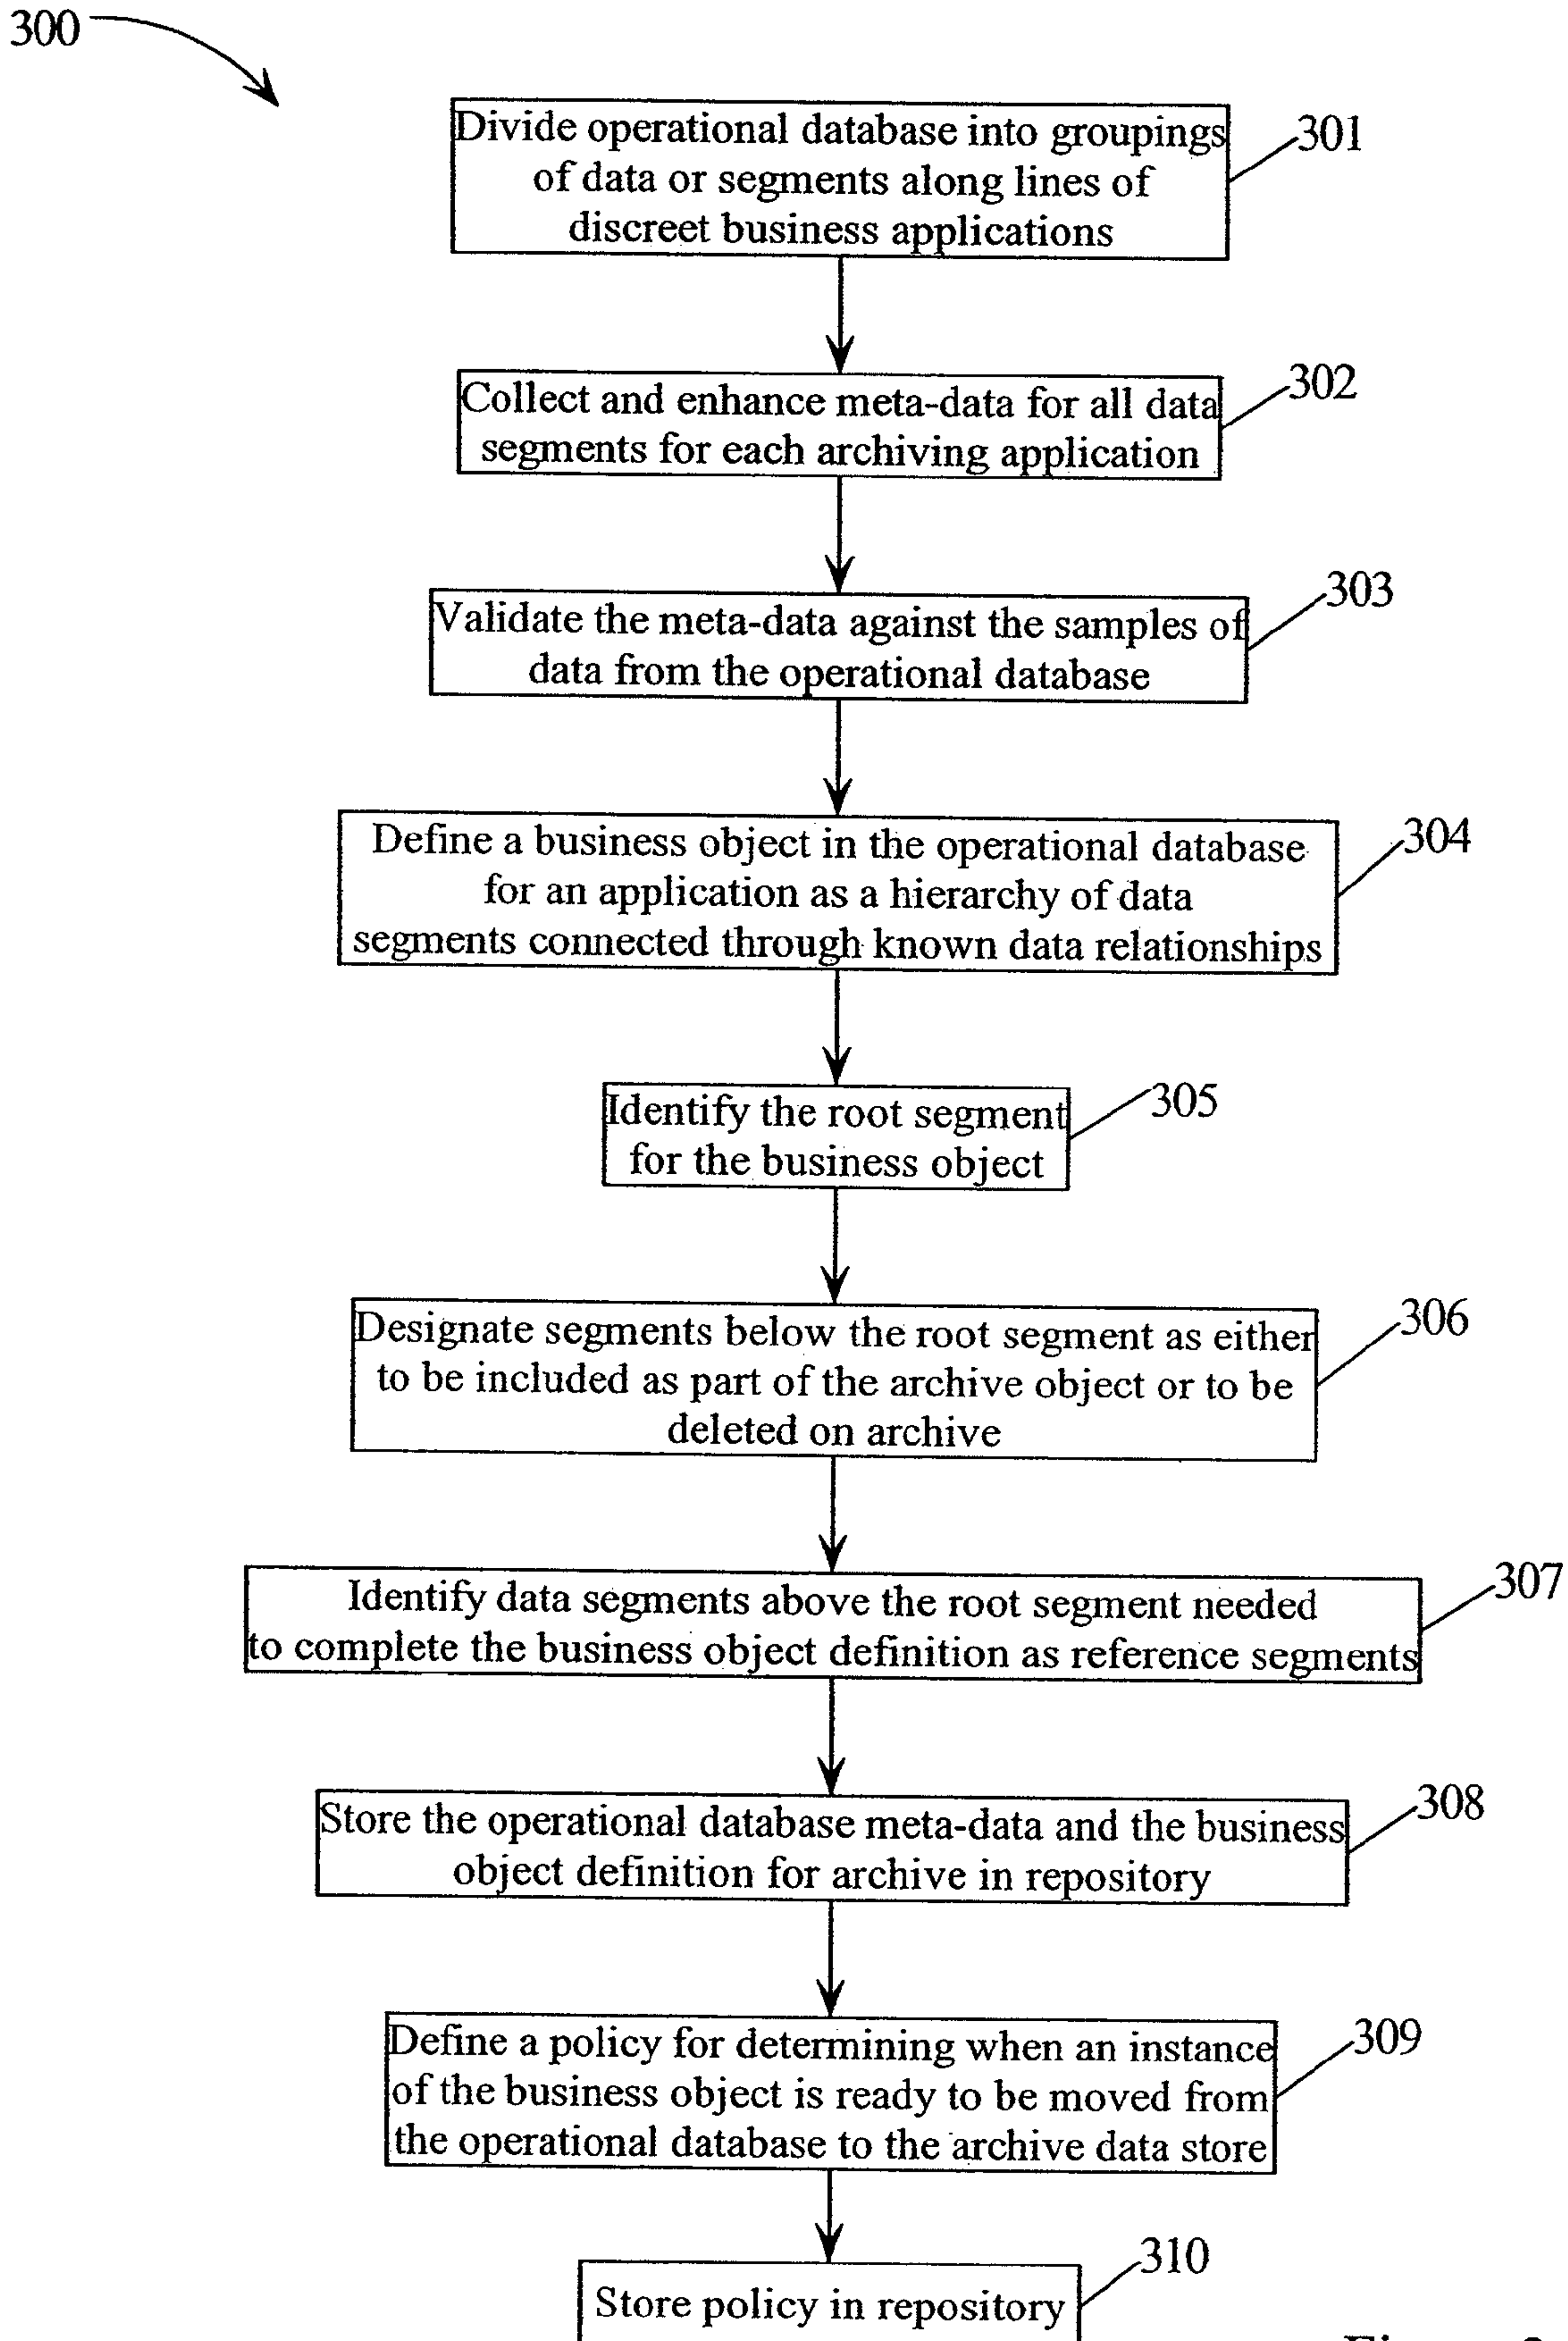 300
Divide operational database into groupings
of data or segments along lines of
discreet business applications
301
Collect and enhance meta-data for all data
segments for each archiving application
302
Validate the meta-data against the samples of
data from the operational database
303
Define a business object in the operational database
for an application as a hierarchy of data
segments connected through known data relationships
304
Identify the root segment
for the business object
305
Designate segments below the root segment as either
to be included as part of the archive object or to be
deleted on archive
306
Identify data segments above the root segment needed
to complete the business object definition as reference segments
307
Store the operational database meta-data and the business
object definition for archive in repository
308
Define a policy for determining when an instance
of the business object is ready to be moved from
the operational database to the archive data store
309
Store policy in repository
310